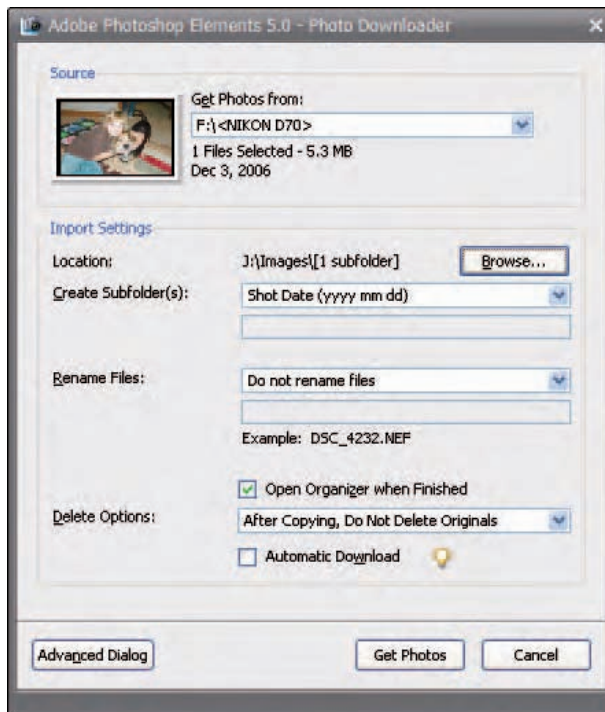 Adobe Photoshop Elements 5.0 - Photo Downloader
Source
Get Photos from:
F:\<NIKON D70>
1 Files Selected - 5.3 MB
Dec 3, 2006
Import Settings
Location: J:\Images\[1 subfolder] Browse...
Create Subfolder(s): Shot Date (yyyy mm dd)
Rename Files: Do not rename files
Example: DSC_4232.NEF
Open Organizer when Finished
Delete Options: After Copying, Do Not Delete Originals
Automatic Download
Advanced Dialog Get Photos Cancel